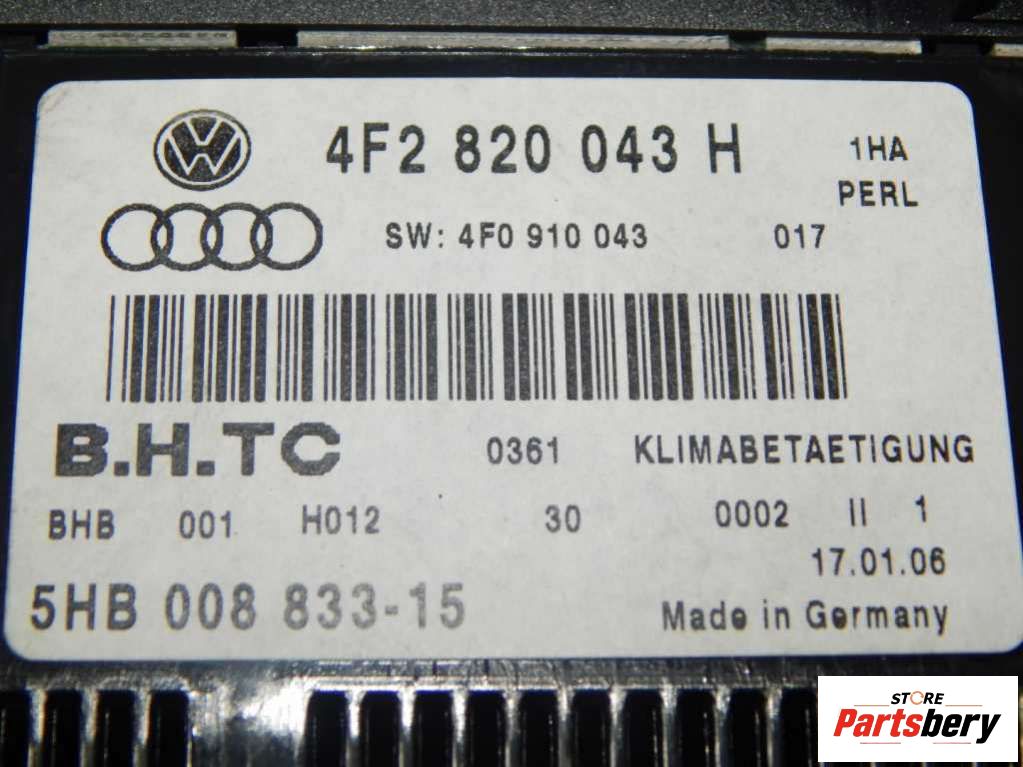 4F2 820 043 H 1HA
PERL
SW: 4F0 910 043 017
B.H.TC 0361 KLIMABETAETIGUNG
BHB 001 H012 30 0002 II 1
17.01.06
5HB 008 833-15 Made in Germany
STORE
Partsbery